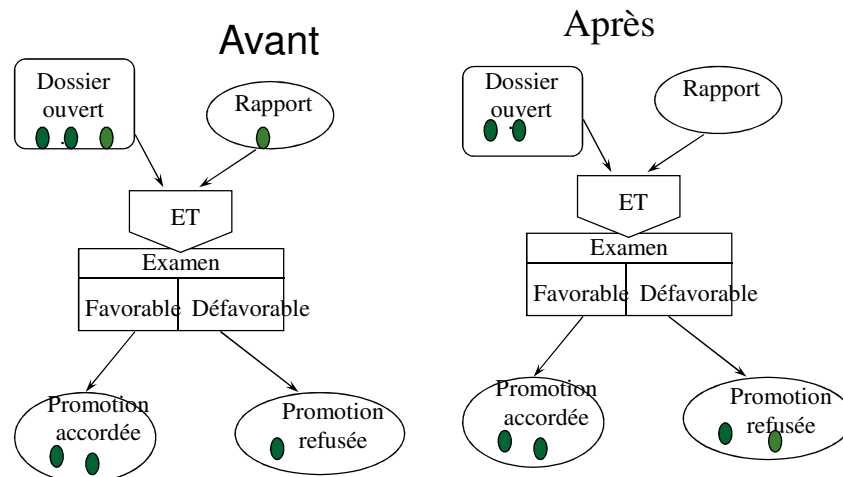 Avant
Dossier
ouvert
Rapport
ET
Examen
Favorable
Défavorable
Promotion
accordée
Promotion
refusée
Après
Dossier
ouvert
Rapport
ET
Examen
Favorable
Défavorable
Promotion
accordée
Promotion
refusée